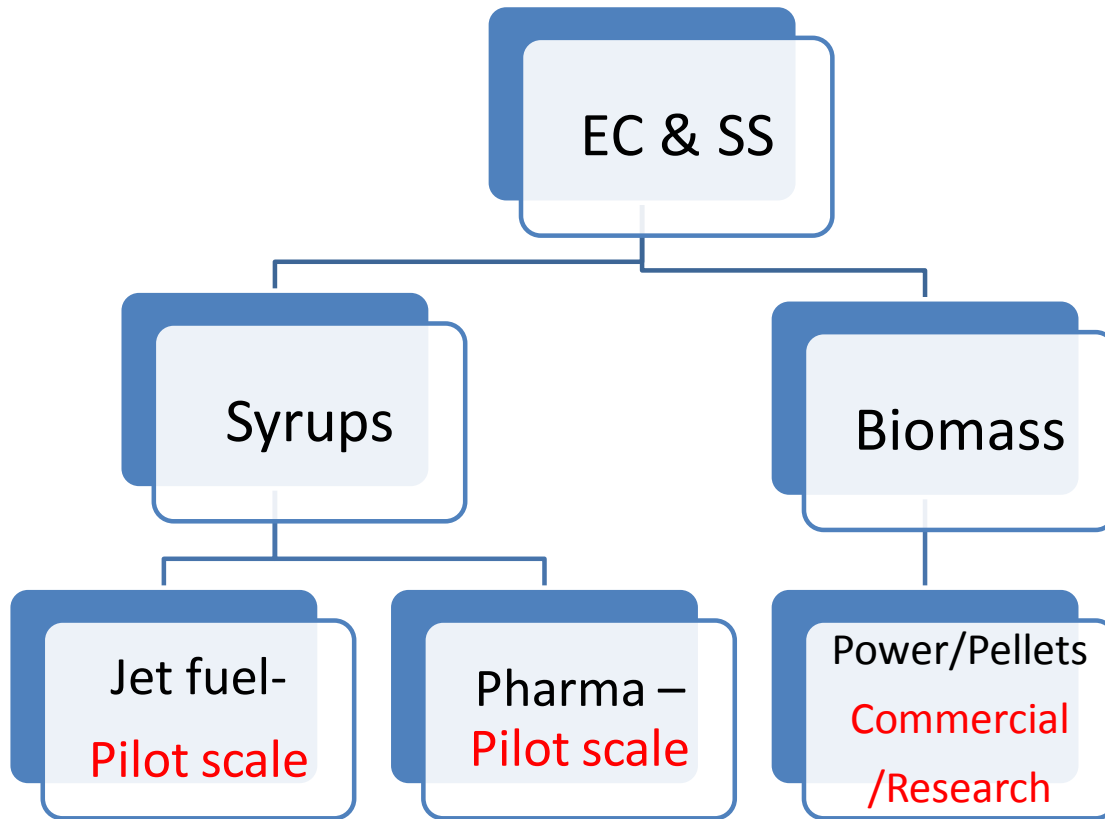 EC & SS
Syrups
Biomass
Jet fuel-
Pilot scale
Pharma –
Pilot scale
Power/Pellets
Commercial
/Research